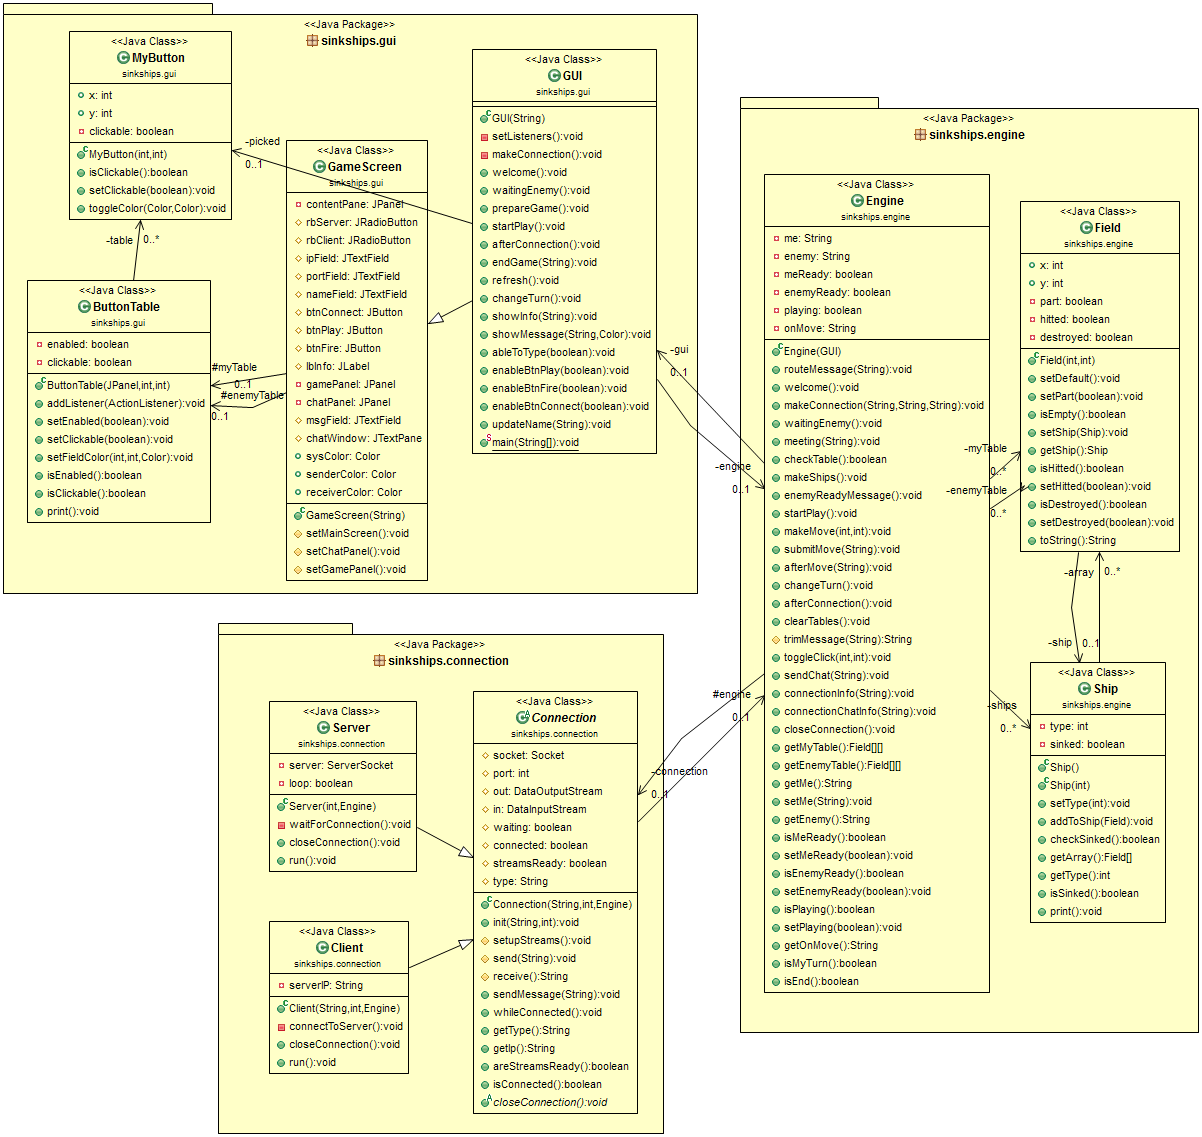 <<Java Package>>
sinkships.gui
<<Java Class>>
MyButton
sinkships.gui
x: int
y: int
clickable: boolean
MyButton(int,int)
isClickable():boolean
setClickable(boolean):void
toggleColor(Color,Color):void
-table
0..*
<<Java Class>>
ButtonTable
sinkships.gui
enabled: boolean
clickable: boolean
ButtonTable(JPanel,int,int)
addListener(ActionListener):void
setEnabled(boolean):void
setClickable(boolean):void
setFieldColor(int,int,Color):void
isEnabled():boolean
isClickable():boolean
print():void
-picked
0..1
#myTable
0..1
#enemyTable
0..1
<<Java Class>>
GameScreen
sinkships.gui
contentPane: JPanel
rbServer: JRadioButton
rbClient: JRadioButton
ipField: JTextField
portField: JTextField
nameField: JTextField
btnConnect: JButton
btnPlay: JButton
btnFire: JButton
lbInfo: JLabel
gamePanel: JPanel
chatPanel: JPanel
msgField: JTextField
chatWindow: JTextPane
sysColor: Color
senderColor: Color
receiverColor: Color
GameScreen(String)
setMainScreen():void
setChatPanel():void
setGamePanel():void
<<Java Class>>
GUI
sinkships.gui
GUI(String)
setListeners():void
makeConnection():void
welcome():void
waitingEnemy():void
prepareGame():void
startPlay():void
afterConnection():void
endGame(String):void
refresh():void
changeTurn():void
showInfo(String):void
showMessage(String,Color):void
ableToType(boolean):void
enableBtnPlay(boolean):void
enableBtnFire(boolean):void
enableBtnConnect(boolean):void
updateName(String):void
main(String[]):void
-gui
0..1
-engine
0..1
<<Java Package>>
sinkships.engine
<<Java Class>>
Engine
sinkships.engine
me: String
enemy: String
meReady: boolean
enemyReady: boolean
playing: boolean
onMove: String
Engine(GUI)
routeMessage(String):void
welcome():void
makeConnection(String,String,String):void
waitingEnemy():void
meeting(String):void
checkTable():boolean
makeShips():void
enemyReadyMessage():void
startPlay():void
makeMove(int,int):void
submitMove(String):void
afterMove(String):void
changeTurn():void
afterConnection():void
clearTables():void
trimMessage(String):String
toggleClick(int,int):void
sendChat(String):void
connectionInfo(String):void
connectionChatInfo(String):void
closeConnection():void
getMyTable():Field[][]
getEnemyTable():Field[][]
getMe():String
setMe(String):void
getEnemy():String
isMeReady():boolean
setMeReady(boolean):void
isEnemyReady():boolean
setEnemyReady(boolean):void
isPlaying():boolean
setPlaying(boolean):void
getOnMove():String
isMyTurn():boolean
isEnd():boolean
-myTable
0..*
-enemyTable
0..*
<<Java Class>>
Field
sinkships.engine
x: int
y: int
part: boolean
hitted: boolean
destroyed: boolean
Field(int,int)
setDefault():void
setPart(boolean):void
isEmpty():boolean
setShip(Ship):void
getShip():Ship
isHitted():boolean
setHitted(boolean):void
isDestroyed():boolean
setDestroyed(boolean):void
toString():String
-array
0..*
-ship
0..1
-ships
0..*
<<Java Class>>
Ship
sinkships.engine
type: int
sinked: boolean
Ship()
Ship(int)
setType(int):void
addToShip(Field):void
checkSinked():boolean
getArray():Field[]
getType():int
isSinked():boolean
print():void
<<Java Package>>
sinkships.connection
<<Java Class>>
Server
sinkships.connection
server: ServerSocket
loop: boolean
Server(int,Engine)
waitForConnection():void
closeConnection():void
run():void
<<Java Class>>
Client
sinkships.connection
serverIP: String
Client(String,int,Engine)
connectToServer():void
closeConnection():void
run():void
<<Java Class>>
Connection
sinkships.connection
socket: Socket
port: int
out: DataOutputStream
in: DataInputStream
waiting: boolean
connected: boolean
streamsReady: boolean
type: String
Connection(String,int,Engine)
init(String,int):void
setupStreams():void
send(String):void
receive():String
sendMessage(String):void
whileConnected():void
getType():String
getIp():String
areStreamsReady():boolean
isConnected():boolean
closeConnection():void
#engine
0..1
-connection
0..1